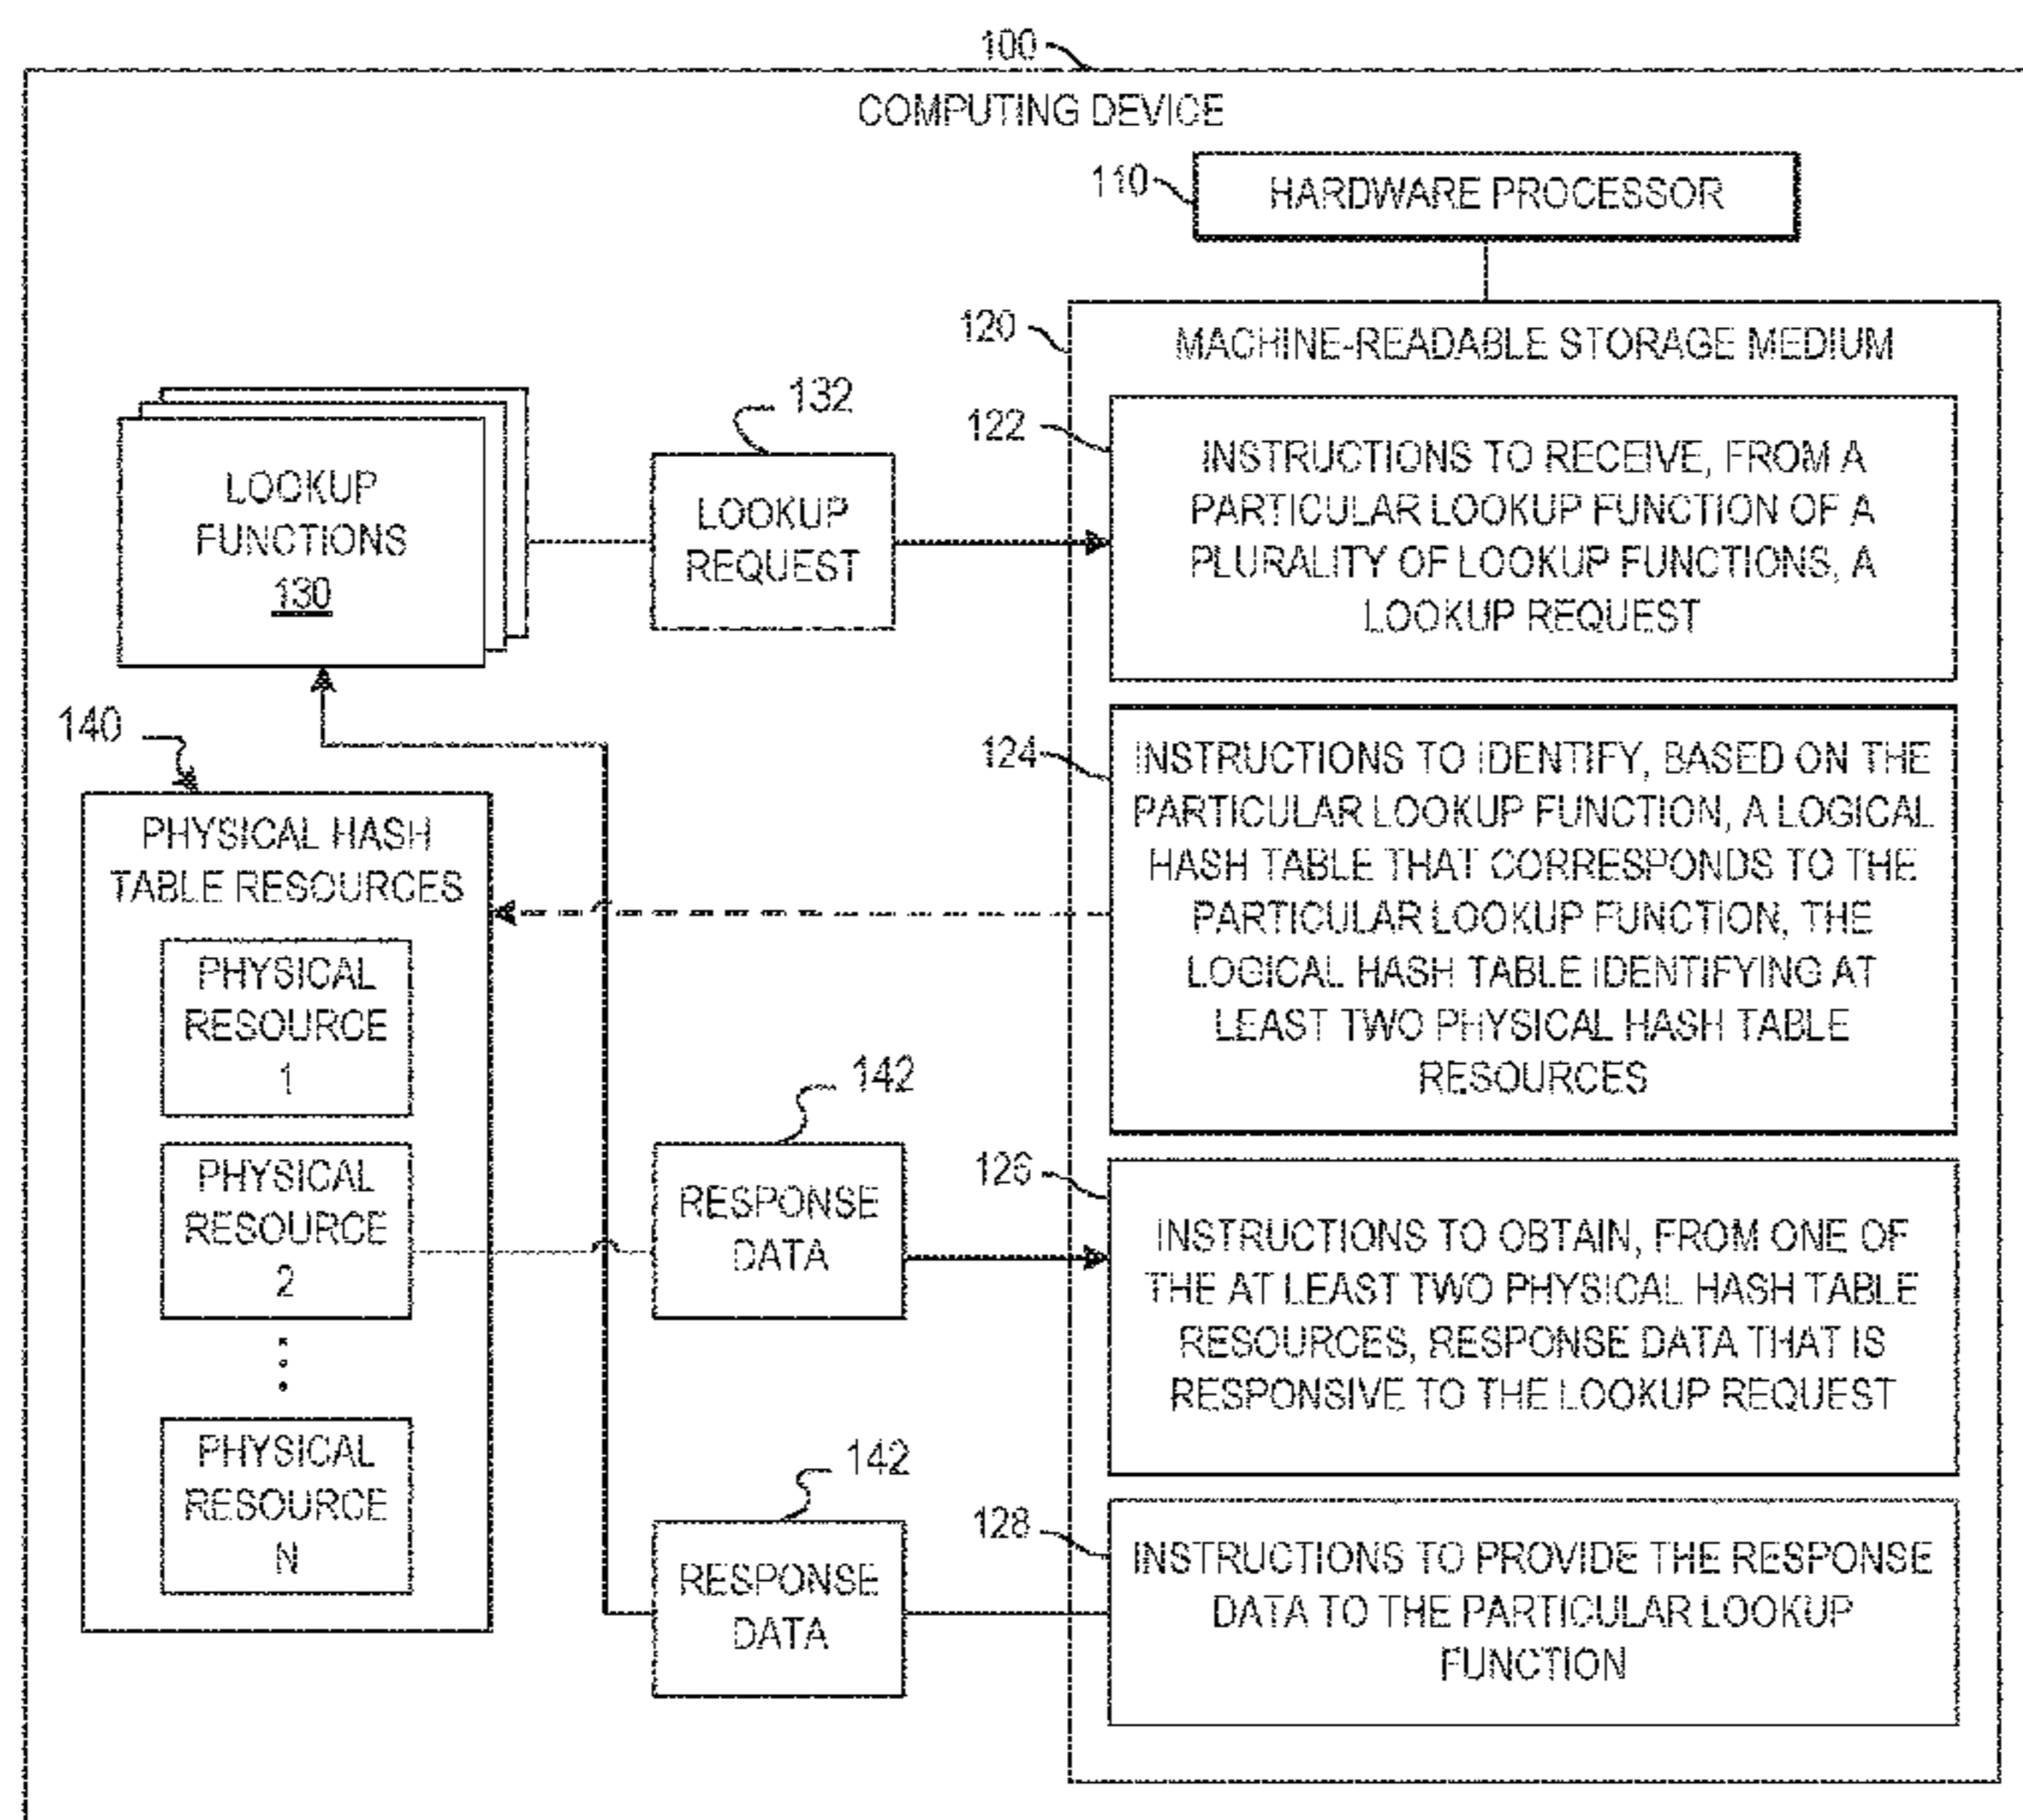 100
COMPUTING DEVICE
110
HARDWARE PROCESSOR
120
MACHINE-READABLE STORAGE MEDIUM
122
INSTRUCTIONS TO RECEIVE, FROM A
PARTICULAR LOOKUP FUNCTION OF A
PLURALITY OF LOOKUP FUNCTIONS, A
LOOKUP REQUEST
132
LOOKUP
REQUEST
LOOKUP
FUNCTIONS
130
124
INSTRUCTIONS TO IDENTIFY, BASED ON THE
PARTICULAR LOOKUP FUNCTION, A LOGICAL
HASH TABLE THAT CORRESPONDS TO THE
PARTICULAR LOOKUP FUNCTION, THE
LOGICAL HASH TABLE IDENTIFYING AT
LEAST TWO PHYSICAL HASH TABLE
RESOURCES
140
PHYSICAL HASH
TABLE RESOURCES
PHYSICAL
RESOURCE
1
PHYSICAL
RESOURCE
2
PHYSICAL
RESOURCE
N
142
RESPONSE
DATA
126
INSTRUCTIONS TO OBTAIN, FROM ONE OF
THE AT LEAST TWO PHYSICAL HASH TABLE
RESOURCES, RESPONSE DATA THAT IS
RESPONSIVE TO THE LOOKUP REQUEST
142
RESPONSE
DATA
128
INSTRUCTIONS TO PROVIDE THE RESPONSE
DATA TO THE PARTICULAR LOOKUP
FUNCTION